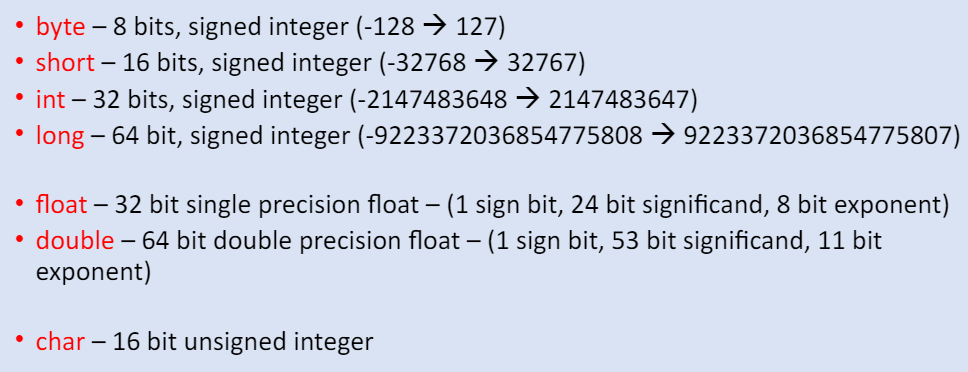 • byte – 8 bits, signed integer (-128 → 127)
• short – 16 bits, signed integer (-32768 → 32767)
• int – 32 bits, signed integer (-2147483648 → 2147483647)
• long – 64 bit, signed integer (-9223372036854775808 → 9223372036854775807)
• float – 32 bit single precision float – (1 sign bit, 24 bit significand, 8 bit exponent)
• double – 64 bit double precision float – (1 sign bit, 53 bit significand, 11 bit
exponent)
• char – 16 bit unsigned integer